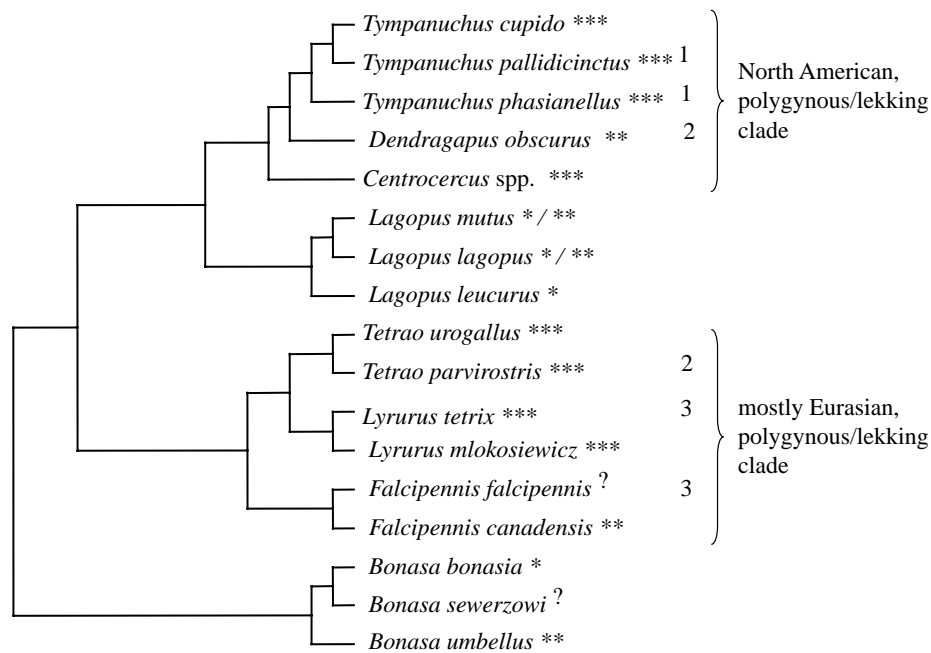 Tympanuchus cupido ***
Tympanuchus pallidicinctus *** 1
Tympanuchus phasianellus *** 1
Dendragapus obscurus ** 2
Centrocercus spp. ***
North American,
polygynous/lekking
clade
Lagopus mutus * / **
Lagopus lagopus * / **
Lagopus leucurus *
Tetrao urogallus ***
Tetrao parvirostris *** 2
Lyrurus tetrix *** 3
Lyrurus mlokosiewicz ***
Falcipennis falcipennis ? 3
Falcipennis canadensis **
mostly Eurasian,
polygynous/lekking
clade
Bonasa bonasia *
Bonasa sewerzowi ?
Bonasa umbellus **